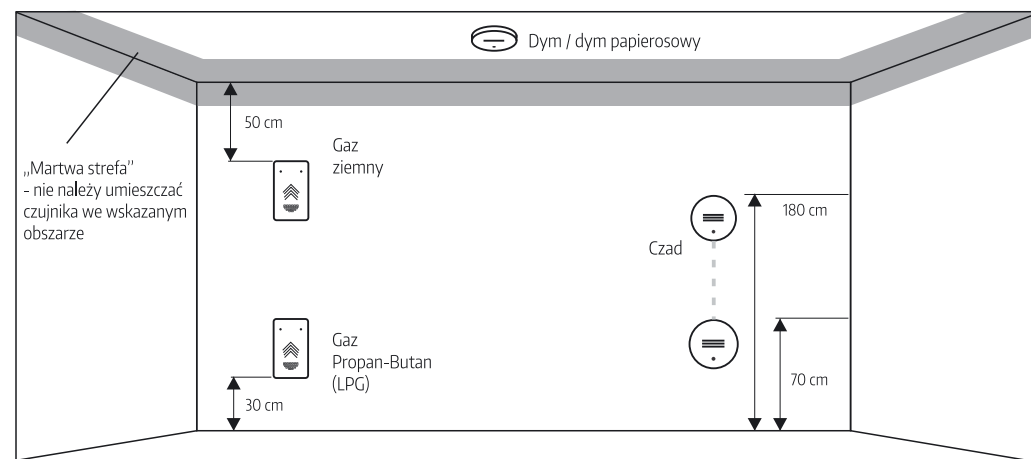 Dym / dym papierosowy
50 cm
Gaz
ziemny
„Martwa strefa”
- nie należy umieszczać
czujnika we wskazanym
obszarze
180 cm
Czad
Gaz
Propan-Butan
(LPG)
70 cm
30 cm